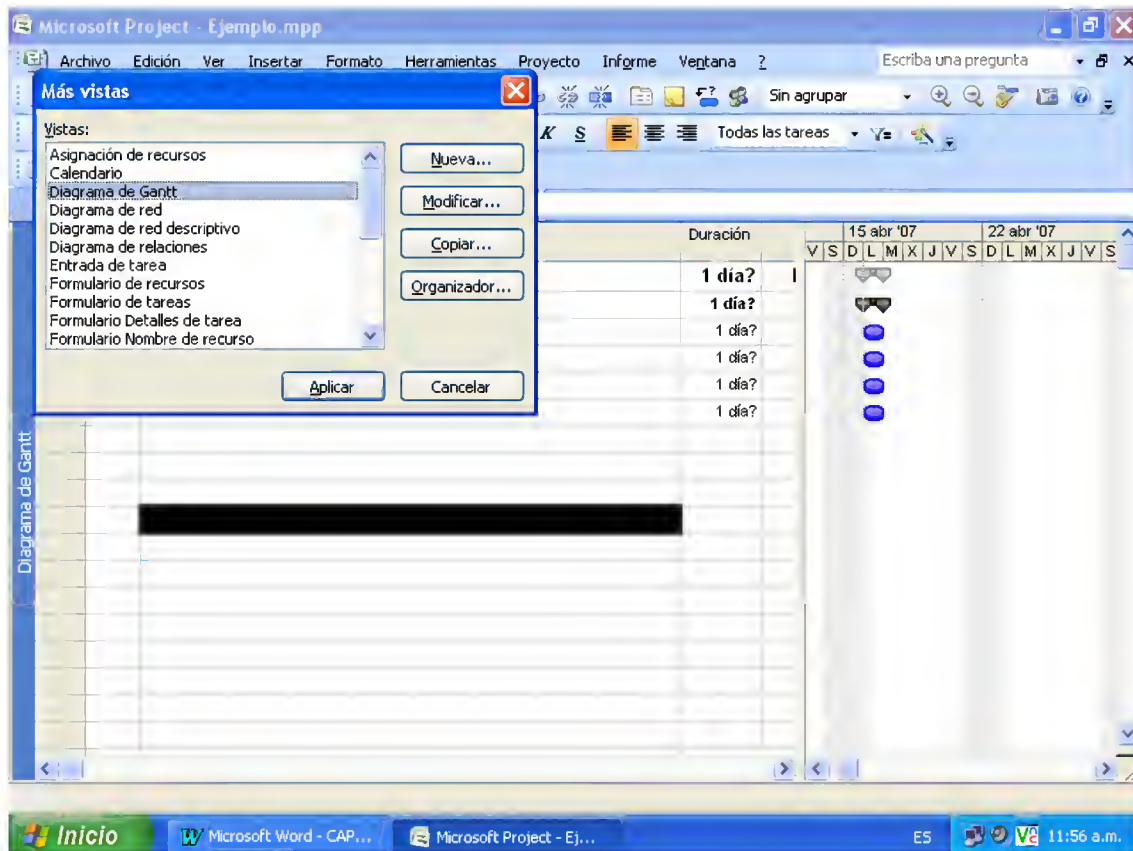 Microsoft Project - Ejemplo.mpp
Archivo Edición Ver Insertar Formato Herramientas Proyecto Informe Ventana ? Escriba una pregunta
Más vistas
Sin agrupar
Vistas:
K S Todas las tareas
Asignación de recursos
Calendario
Diagrama de Gantt
Diagrama de red
Diagrama de red descriptivo
Diagrama de relaciones
Entrada de tarea
Formulario de recursos
Formulario de tareas
Formulario Detalles de tarea
Formulario Nombre de recurso
Nueva...
Modificar...
Copiar...
Organizador...
Aplicar Cancelar
Duración
15 abr '07 22 abr '07
V S D L M X J V S D L M X J V S
1 día?
1 día?
1 día?
1 día?
1 día?
1 día?
Diagrama de Gantt
Inicio Microsoft Word - CAP... Microsoft Project - Ej... ES 11:56 a.m.